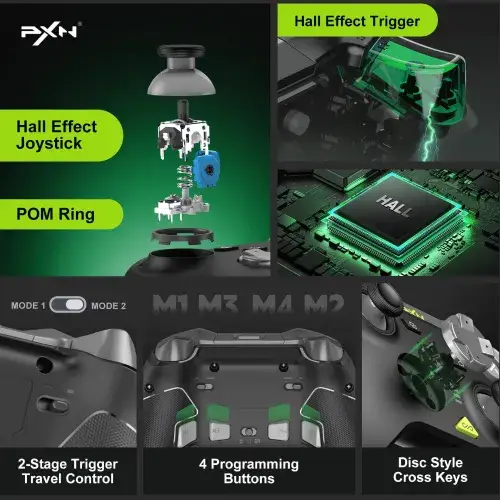 PXN
Hall Effect
Joystick
POM Ring
Hall Effect Trigger
HALL
MODE 1
MODE 2
M1 M3 M4 M2
2-Stage Trigger
Travel Control
4 Programming
Buttons
Disc Style
Cross Keys